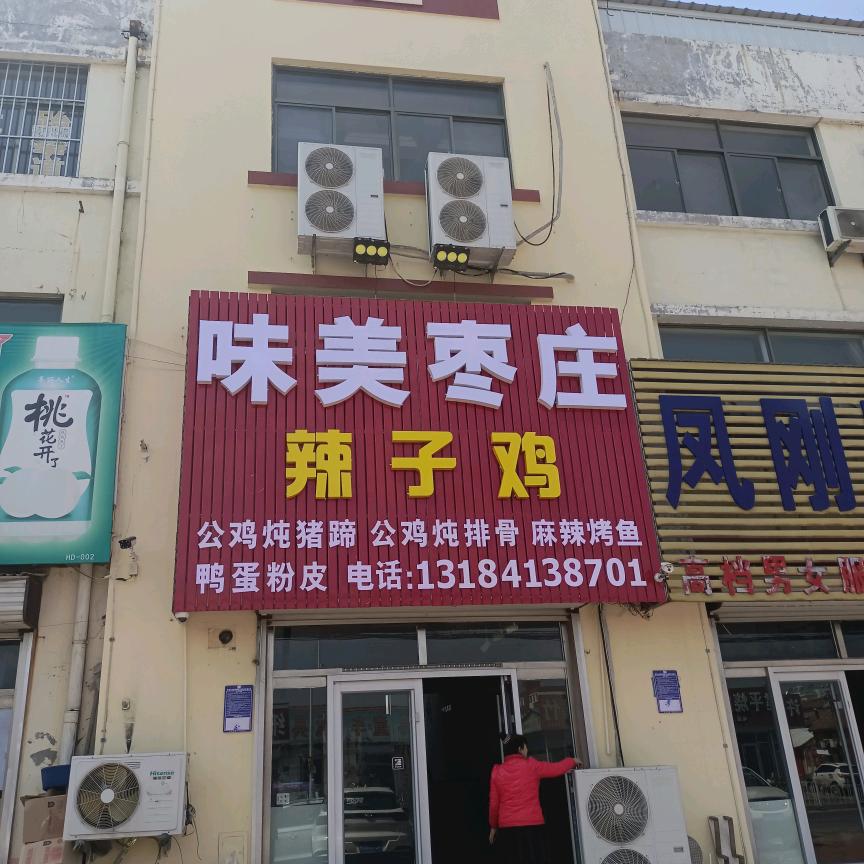 味美枣庄
辣子鸡
公鸡炖猪蹄 公鸡炖排骨 麻辣烤鱼
鸭蛋粉皮 电话:13184138701
桃花开了
HD-802
凤刚
高档男女
Hisense